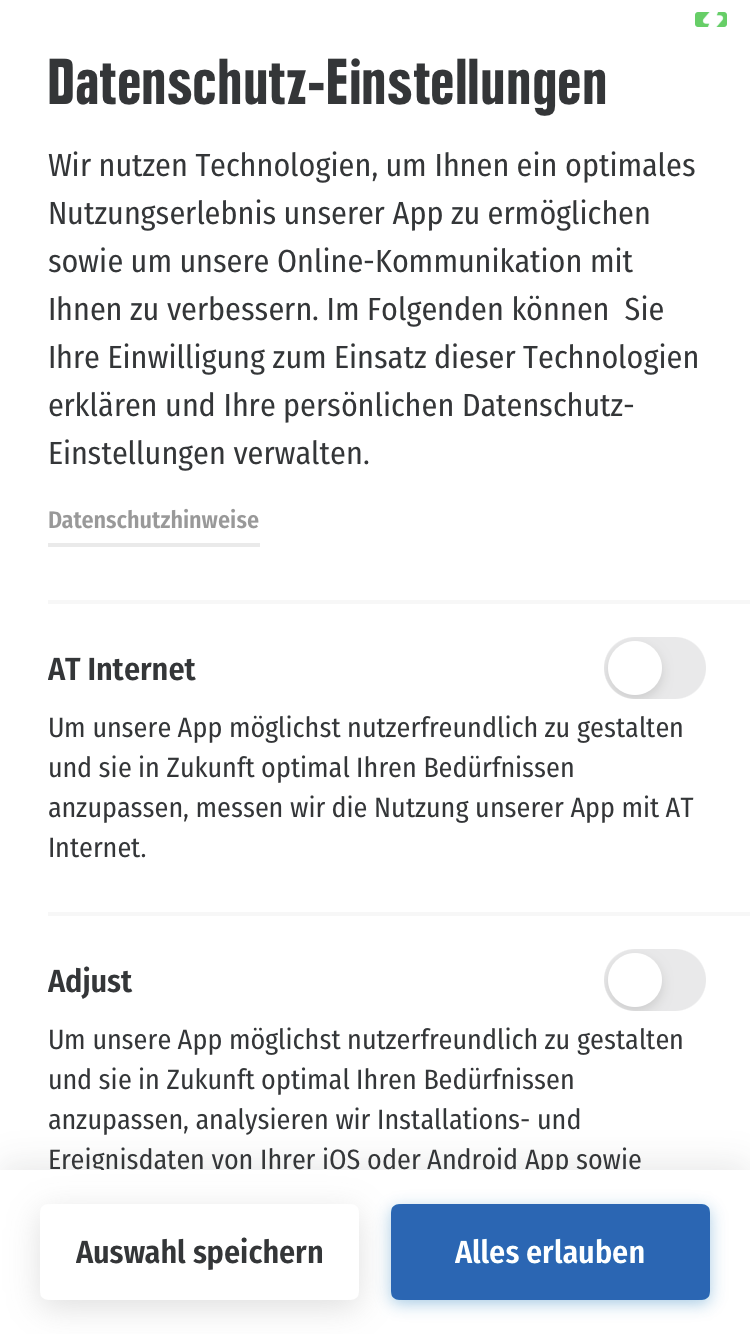 Datenschutz-Einstellungen
Wir nutzen Technologien, um Ihnen ein optimales
Nutzungserlebnis unserer App zu ermöglichen
sowie um unsere Online-Kommunikation mit
Ihnen zu verbessern. Im Folgenden können  Sie
Ihre Einwilligung zum Einsatz dieser Technologien
erklären und Ihre persönlichen Datenschutz-
Einstellungen verwalten.
Datenschutzhinweise
AT Internet
Um unsere App möglichst nutzerfreundlich zu gestalten
und sie in Zukunft optimal Ihren Bedürfnissen
anzupassen, messen wir die Nutzung unserer App mit AT
Internet.
Adjust
Um unsere App möglichst nutzerfreundlich zu gestalten
und sie in Zukunft optimal Ihren Bedürfnissen
anzupassen, analysieren wir Installations- und
Ereignisdaten von Ihrer iOS oder Android App sowie
Auswahl speichern
Alles erlauben